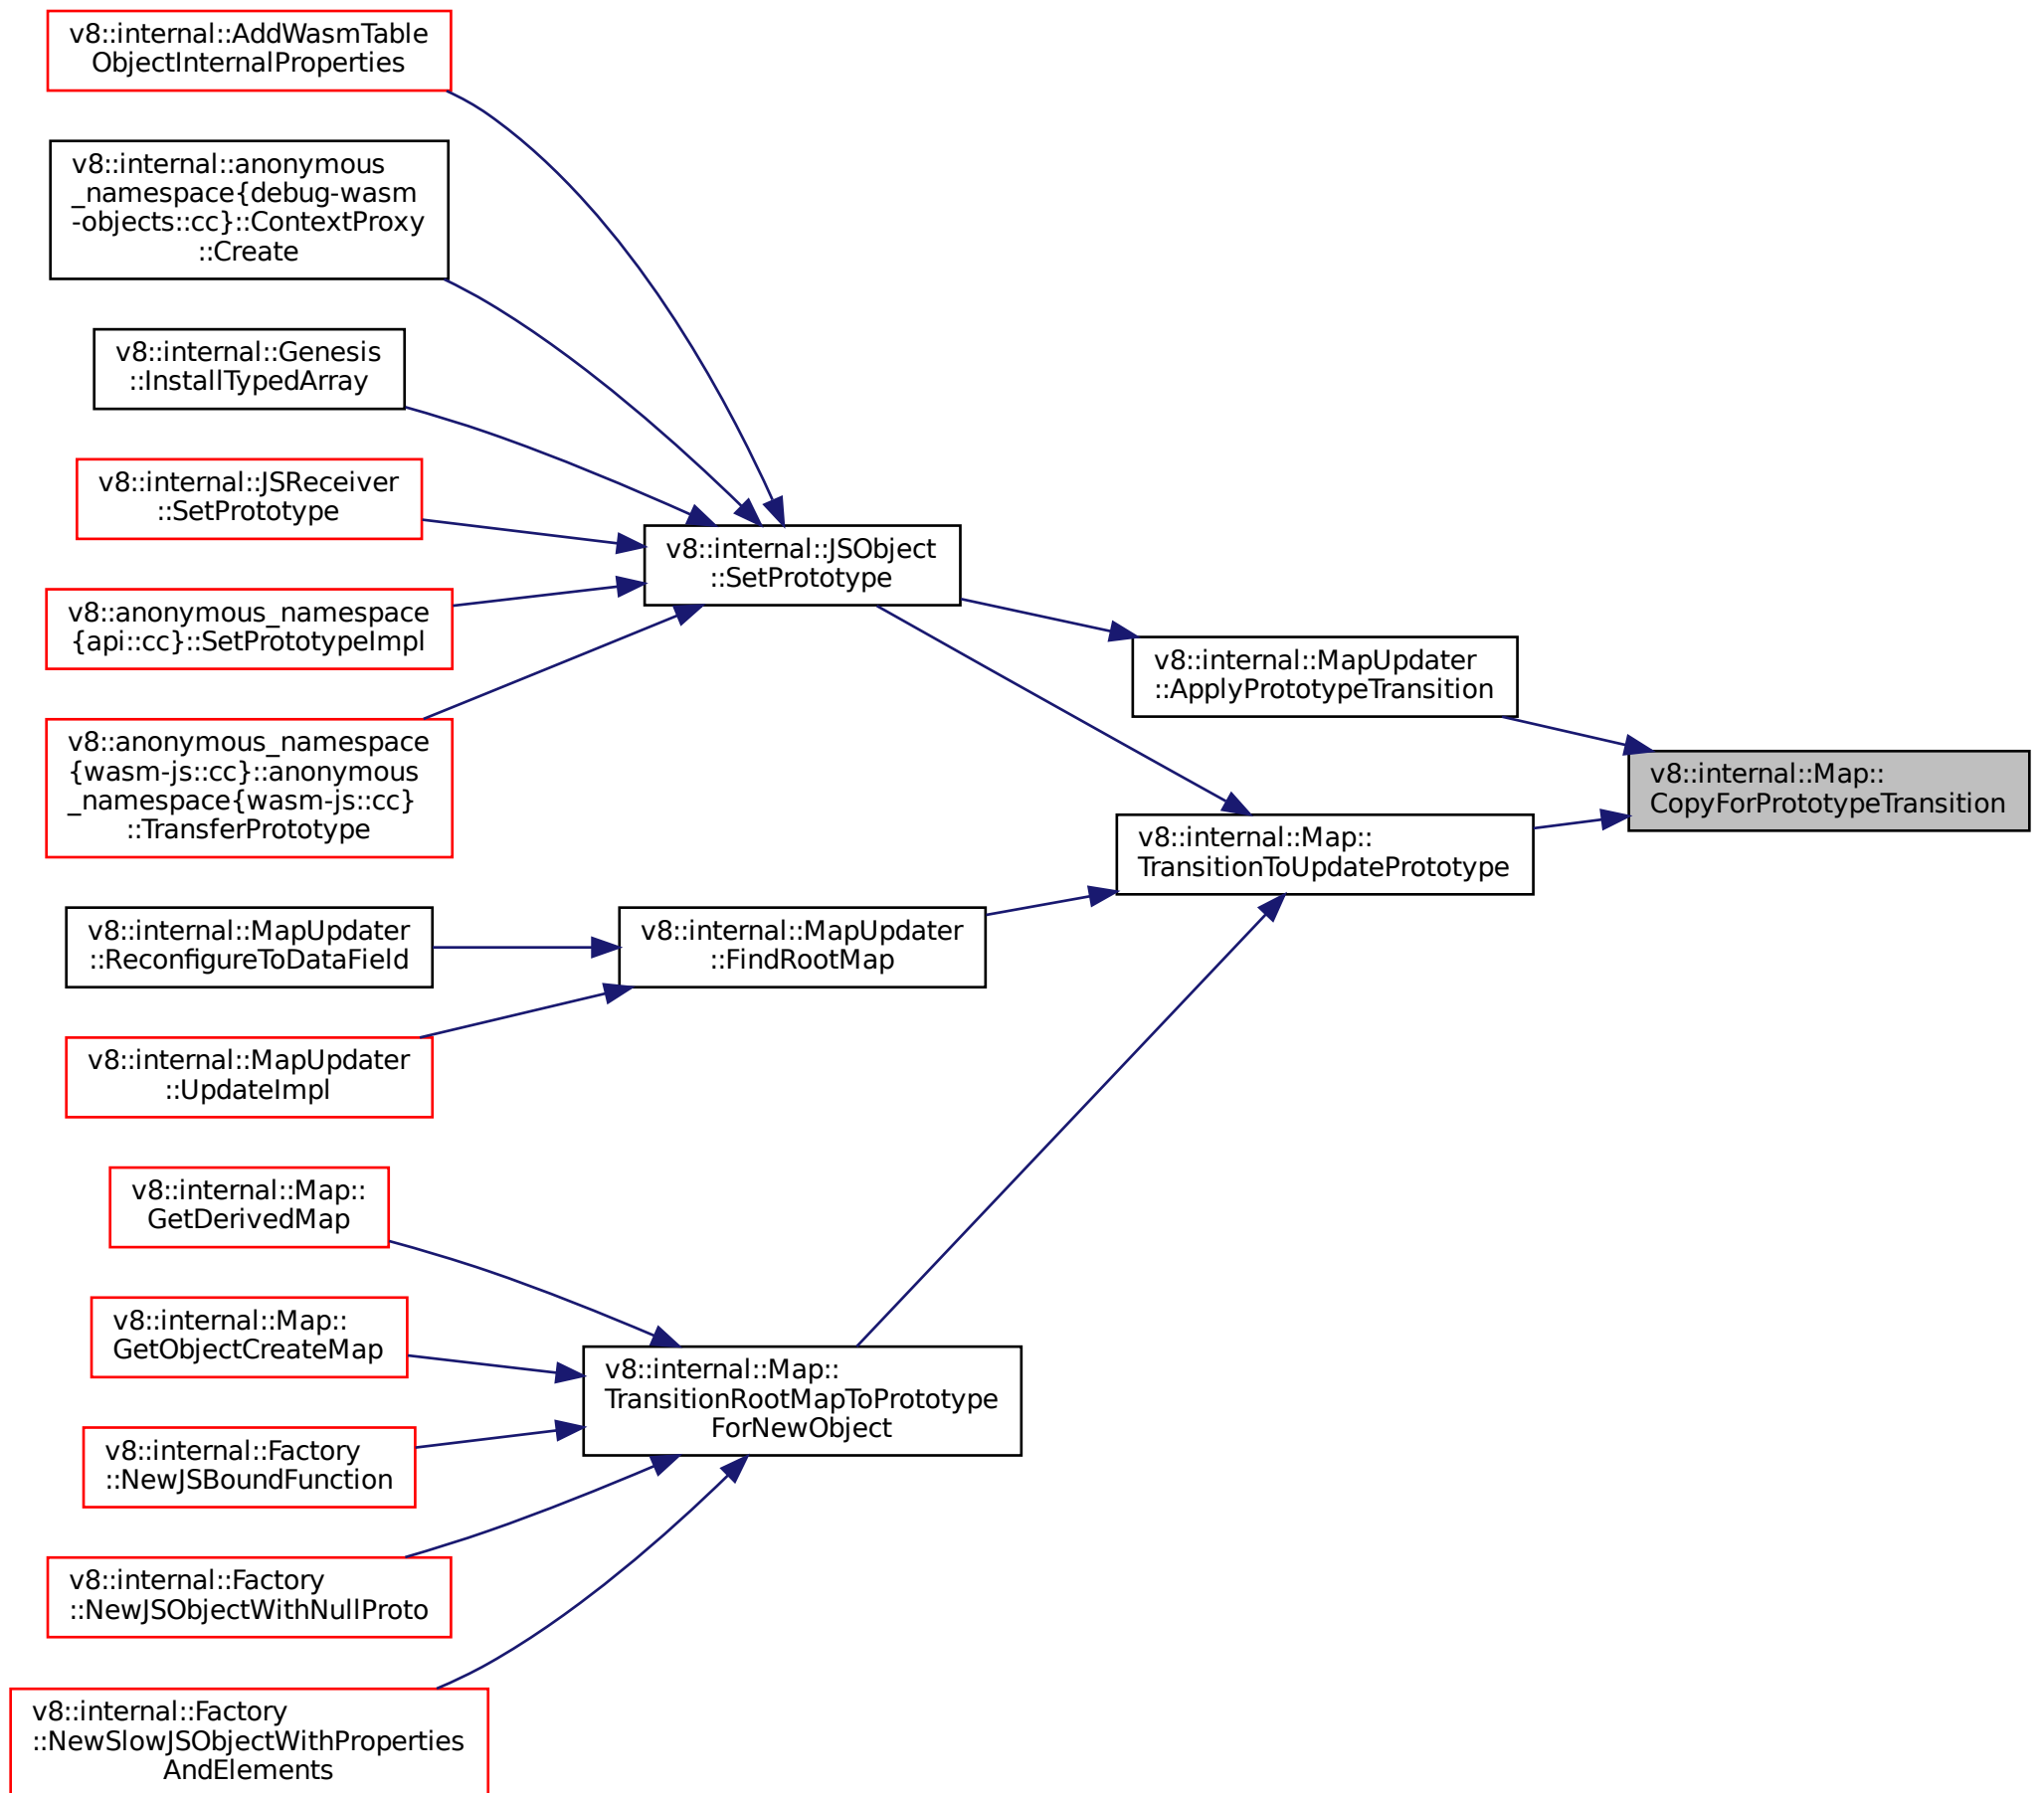 v8::internal::AddWasmTable
ObjectInternalProperties
v8::internal::anonymous
_namespace{debug-wasm
-objects::cc}::ContextProxy
::Create
v8::internal::Genesis
::InstallTypedArray
v8::internal::JSReceiver
::SetPrototype
v8::anonymous_namespace
{api::cc}::SetPrototypeImpl
v8::anonymous_namespace
{wasm-js::cc}::anonymous
_namespace{wasm-js::cc}
::TransferPrototype
v8::internal::JSObject
::SetPrototype
v8::internal::MapUpdater
::ApplyPrototypeTransition
v8::internal::Map::
CopyForPrototypeTransition
v8::internal::Map::
TransitionToUpdatePrototype
v8::internal::MapUpdater
::ReconfigureToDataField
v8::internal::MapUpdater
::FindRootMap
v8::internal::MapUpdater
::UpdateImpl
v8::internal::Map::
GetDerivedMap
v8::internal::Map::
GetObjectCreateMap
v8::internal::Map::
TransitionRootMapToPrototype
ForNewObject
v8::internal::Factory
::NewJSBoundFunction
v8::internal::Factory
::NewJSObjectWithNullProto
v8::internal::Factory
::NewSlowJSObjectWithProperties
AndElements